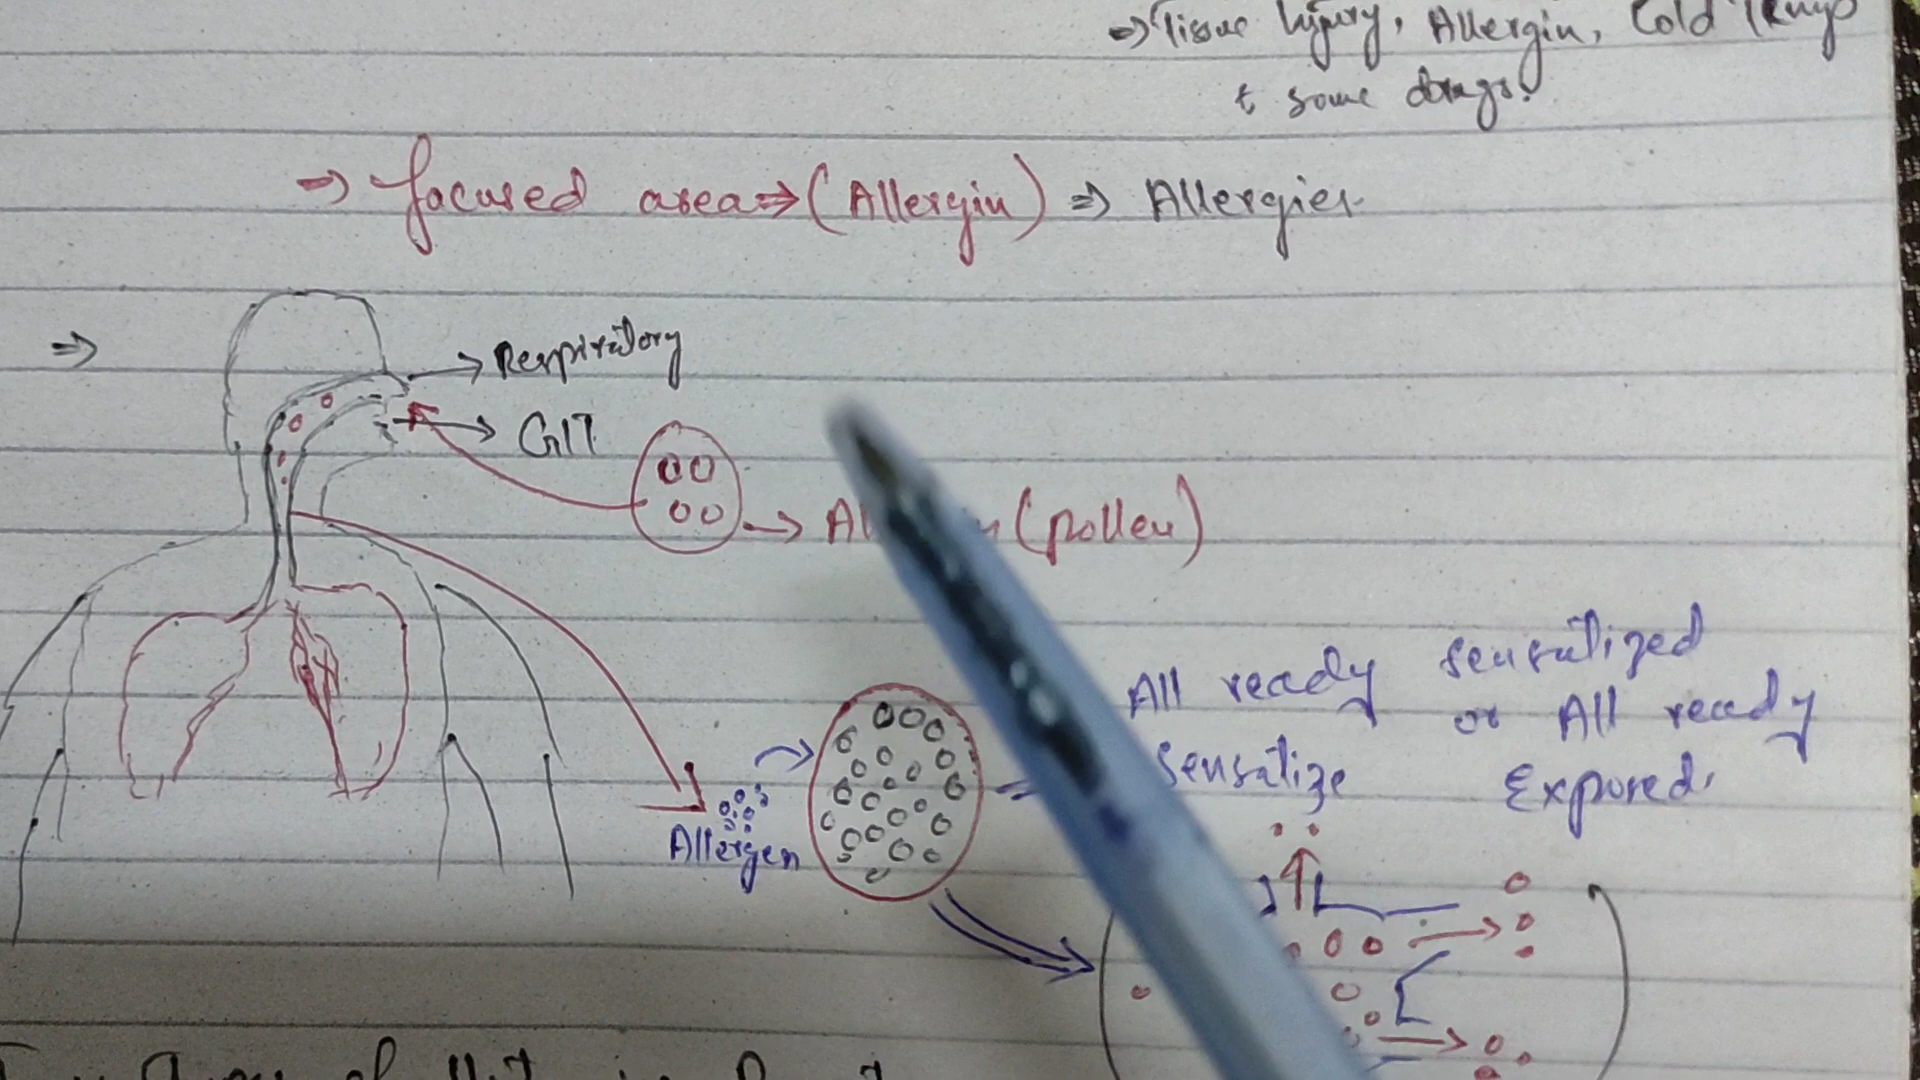 ⇒ Tissue Injury, Allergin, Cold
t some drugs.
⇒ focused area ⇒ (Allergin) ⇒ Allergies.
⇒
→ Respiratory
→ GIT
→ (pollen)
All ready sensatized
or All ready
sensatize
Exposed.
Allergen